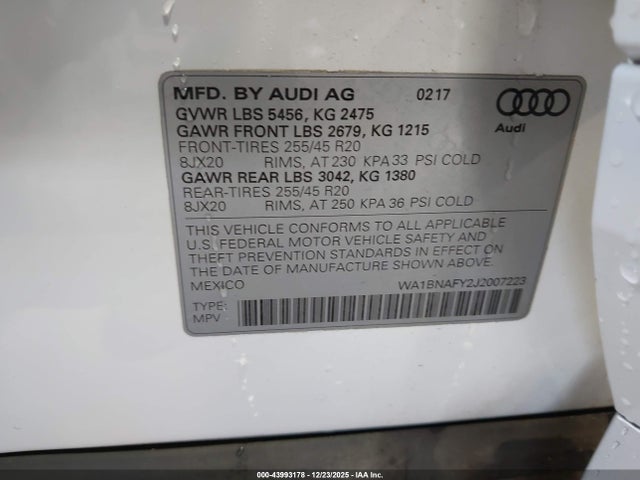 MFD. BY AUDI AG 0217
GVWR LBS 5456, KG 2475
GAWR FRONT LBS 2679, KG 1215
FRONT-TIRES 255/45 R20
8JX20 RIMS, AT 230 KPA 33 PSI COLD
GAWR REAR LBS 3042, KG 1380
REAR-TIRES 255/45 R20
8JX20 RIMS, AT 250 KPA 36 PSI COLD
Audi
THIS VEHICLE CONFORMS TO ALL APPLICABLE
U.S. FEDERAL MOTOR VEHICLE SAFETY AND
THEFT PREVENTION STANDARDS IN EFFECT ON
THE DATE OF MANUFACTURE SHOWN ABOVE.
MEXICO WA1BNAFY2J2007223
TYPE:
MPV
000-43993178 - 12/23/2025 - IAA Inc.